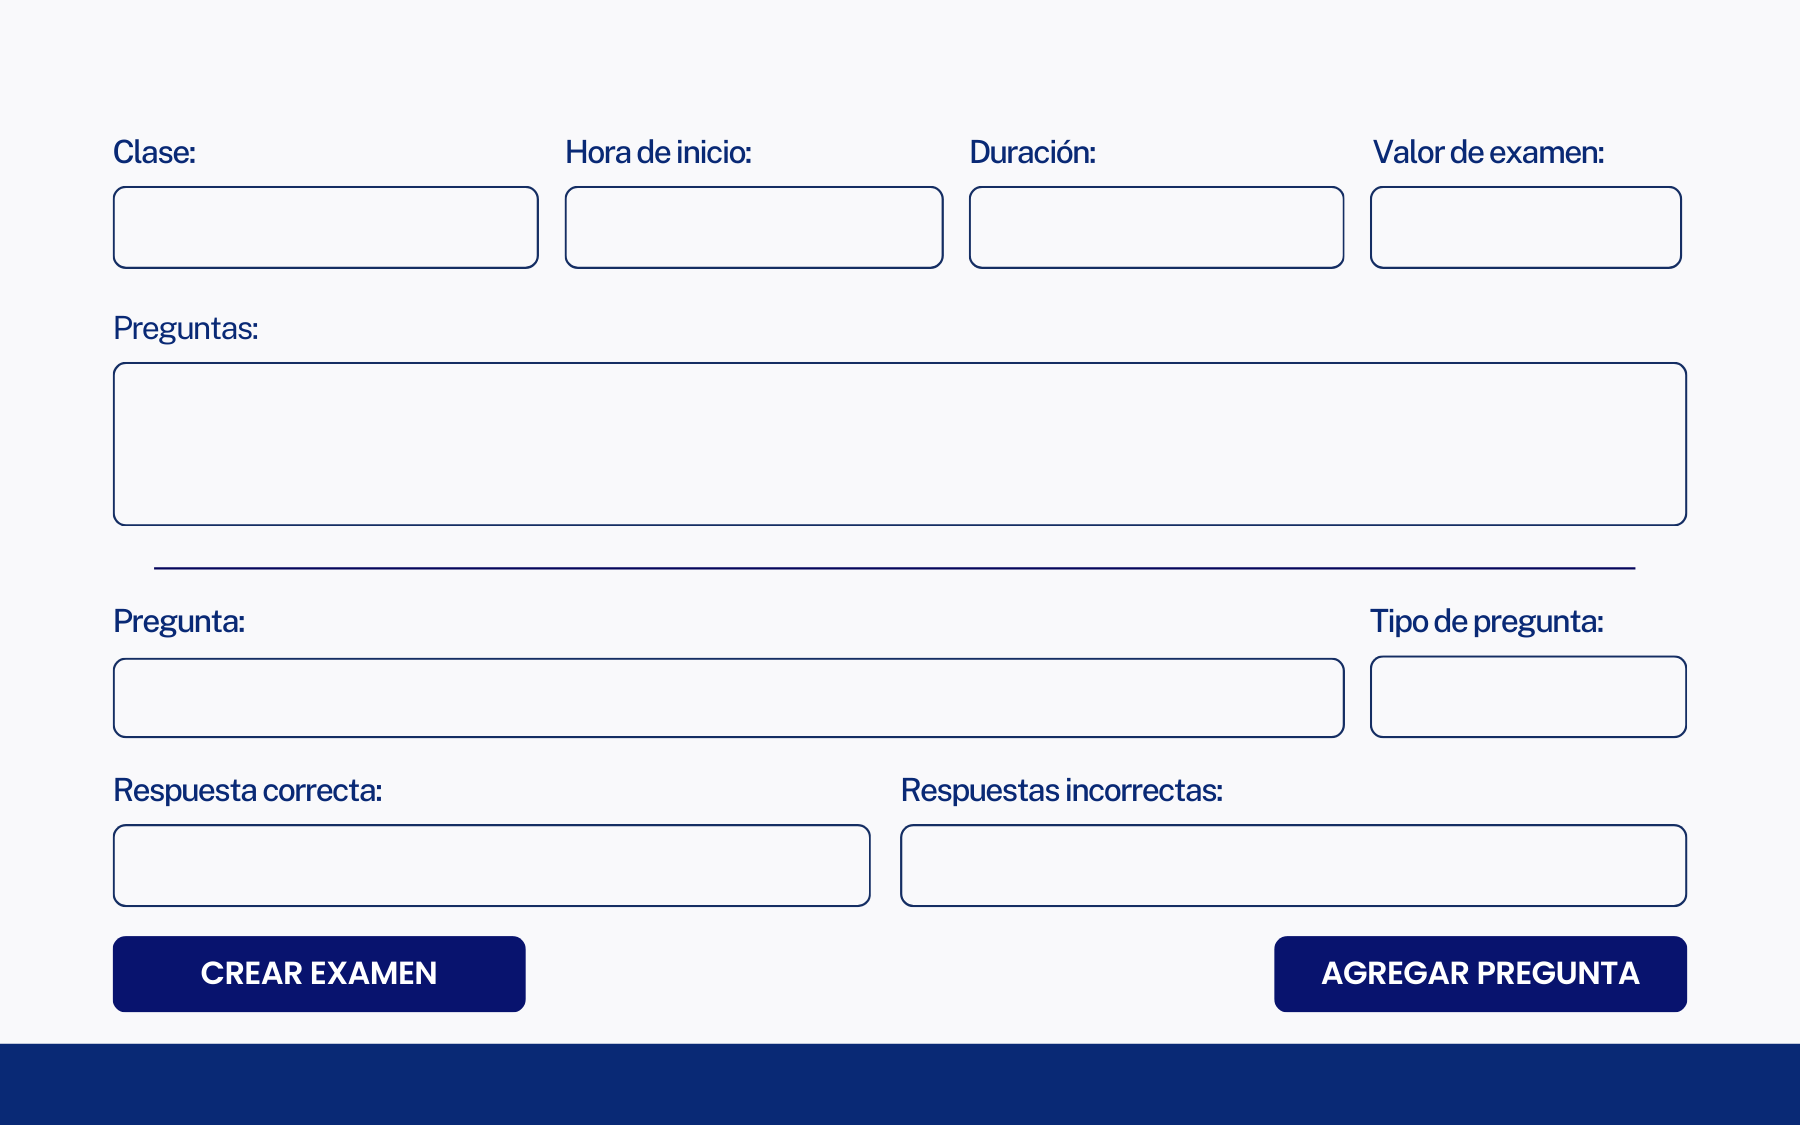 Clase:
Hora de inicio:
Duración:
Valor de examen:
Preguntas:
Pregunta:
Tipo de pregunta:
Respuesta correcta:
Respuestas incorrectas:
CREAR EXAMEN
AGREGAR PREGUNTA